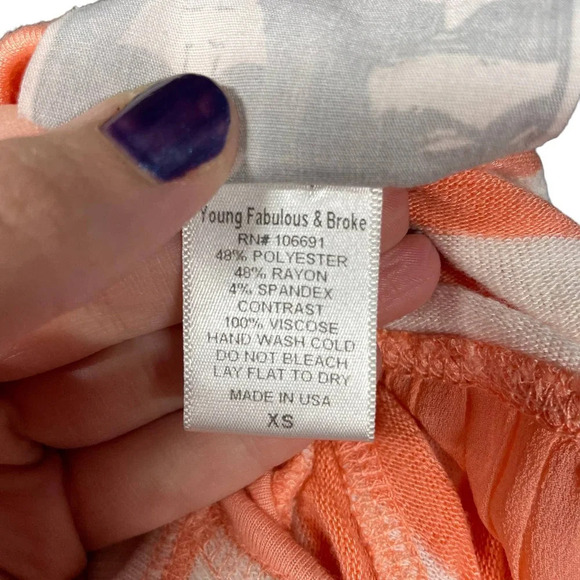 Young Fabulous & Broke
RN# 106691
48% POLYESTER
48% RAYON
4% SPANDEX
CONTRAST
100% VISCOSE
HAND WASH COLD
DO NOT BLEACH
LAY FLAT TO DRY
MADE IN USA
XS